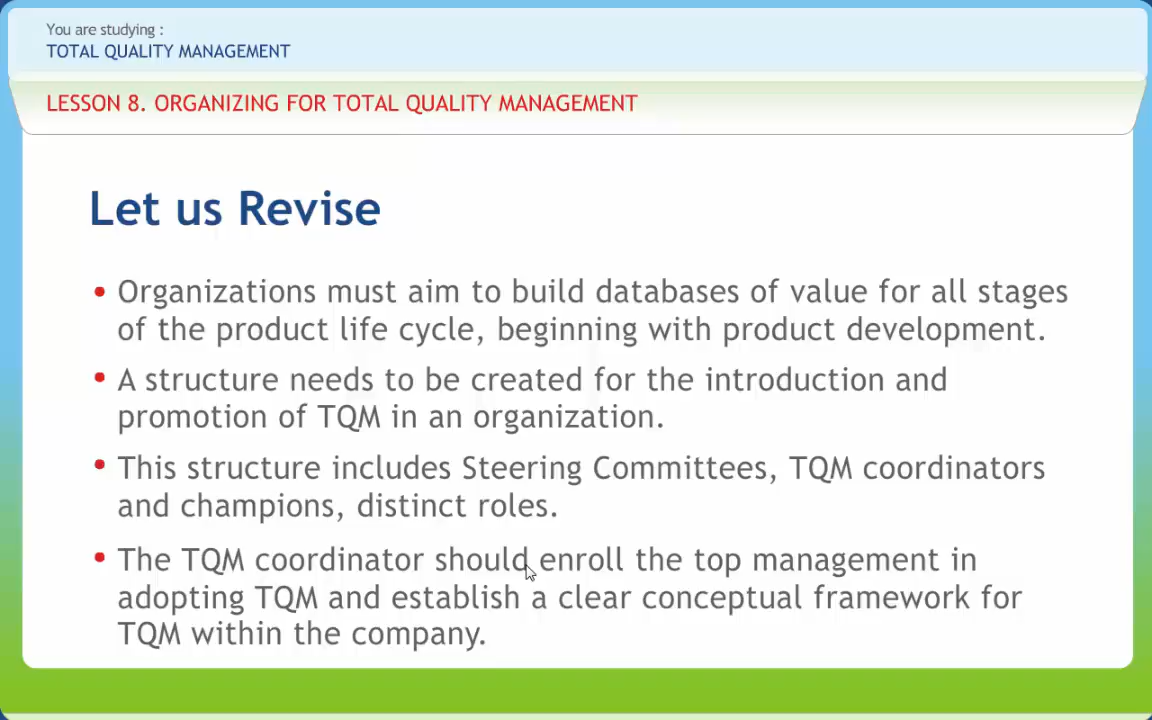 You are studying :
TOTAL QUALITY MANAGEMENT
LESSON 8. ORGANIZING FOR TOTAL QUALITY MANAGEMENT
Let us Revise
• Organizations must aim to build databases of value for all stages
of the product life cycle, beginning with product development.
• A structure needs to be created for the introduction and
promotion of TQM in an organization.
• This structure includes Steering Committees, TQM coordinators
and champions, distinct roles.
• The TQM coordinator should enroll the top management in
adopting TQM and establish a clear conceptual framework for
TQM within the company.